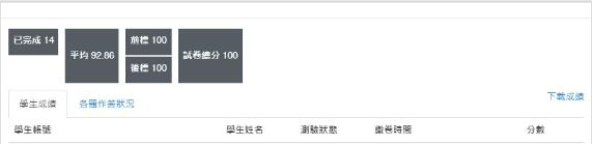 已完成 14
平均 92.86
前標 100
後標 100
試卷總分 100
下載成績
學生成績 各題作答狀況
學生帳號 學生姓名 測驗狀態 繳卷時間 分數